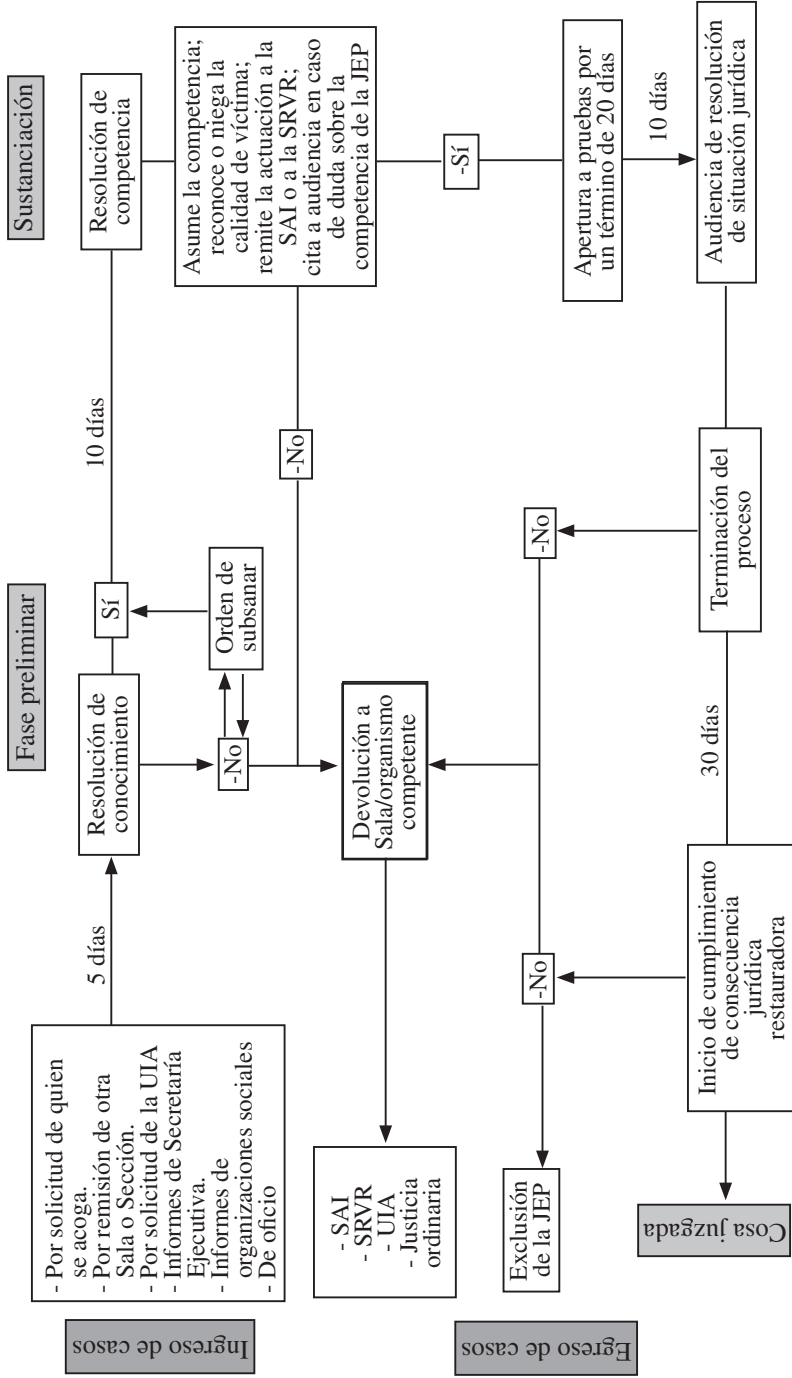 Fase preliminar
Sustanciación
Ingreso de casos
- Por solicitud de quien
se acoga.
- Por remisión de otra
Sala o Sección.
- Por solicitud de la UIA
- Informes de Secretaría
Ejecutiva.
- Informes de
organizaciones sociales
- De oficio
5 días
Resolución de
conocimiento
Sí
10 días
Resolución de
competencia
-No
Orden de
subsanar
Asume la competencia;
reconoce o niega la
calidad de víctima;
remite la actuación a la
SAI o a la SRVR;
cita a audiencia en caso
de duda sobre la
competencia de la JEP
-No
-Sí
Devolución a
Sala/organismo
competente
- SAI
- SRVR
- UIA
- Justicia
ordinaria
Apertura a pruebas por
un término de 20 días
10 días
Egreso de casos
Exclusión
de la JEP
-No
-No
Audiencia de resolución
de situación jurídica
Terminación del
proceso
30 días
Inicio de cumplimiento
de consecuencia
jurídica
restauradora
Cosa juzgada